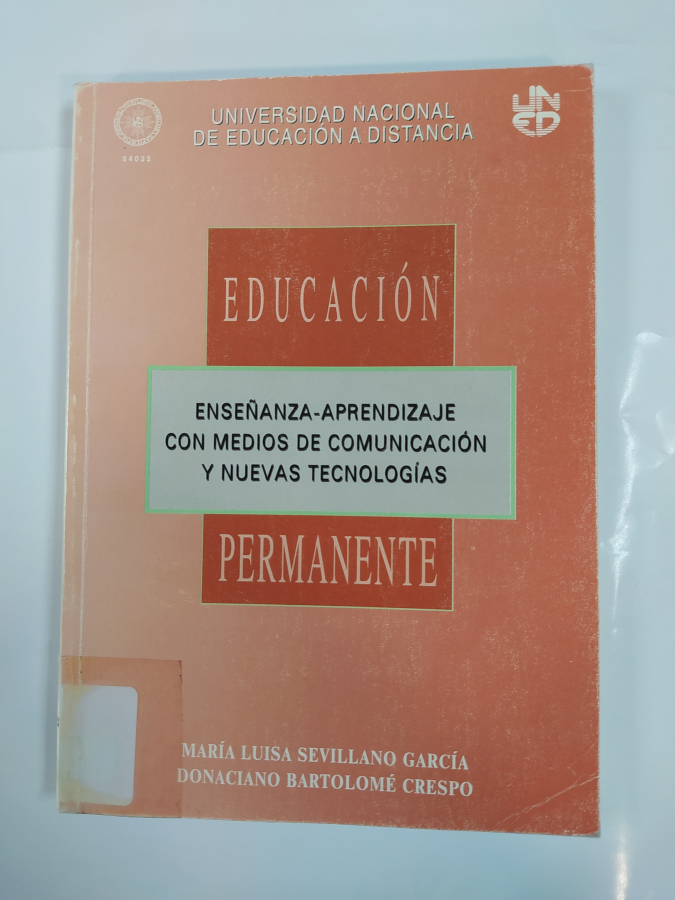 UNIVERSIDAD NACIONAL
DE EDUCACIÓN A DISTANCIA
UNED
04035
EDUCACIÓN
ENSEÑANZA-APRENDIZAJE
CON MEDIOS DE COMUNICACIÓN
Y NUEVAS TECNOLOGÍAS
PERMANENTE
MARÍA LUISA SEVILLANO GARCÍA
DONACIANO BARTOLOMÉ CRESPO